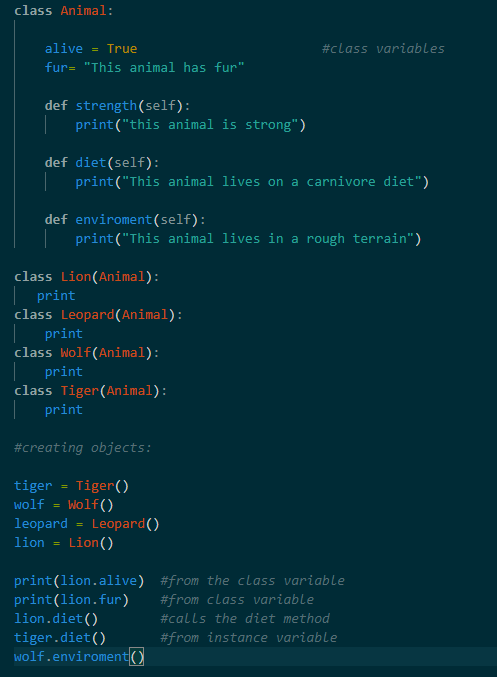 class Animal:
    alive = True                        #class variables
    fur= "This animal has fur"
    def strength(self):
        print("this animal is strong")
    def diet(self):
        print("This animal lives on a carnivore diet")
    def enviroment(self):
        print("This animal lives in a rough terrain")
class Lion(Animal):
   print
class Leopard(Animal):
    print
class Wolf(Animal):
    print
class Tiger(Animal):
    print
#creating objects:
tiger = Tiger()
wolf = Wolf()
leopard = Leopard()
lion = Lion()
print(lion.alive)  #from the class variable
print(lion.fur)    #from class variable
lion.diet()        #calls the diet method
tiger.diet()       #from instance variable
wolf.enviroment()